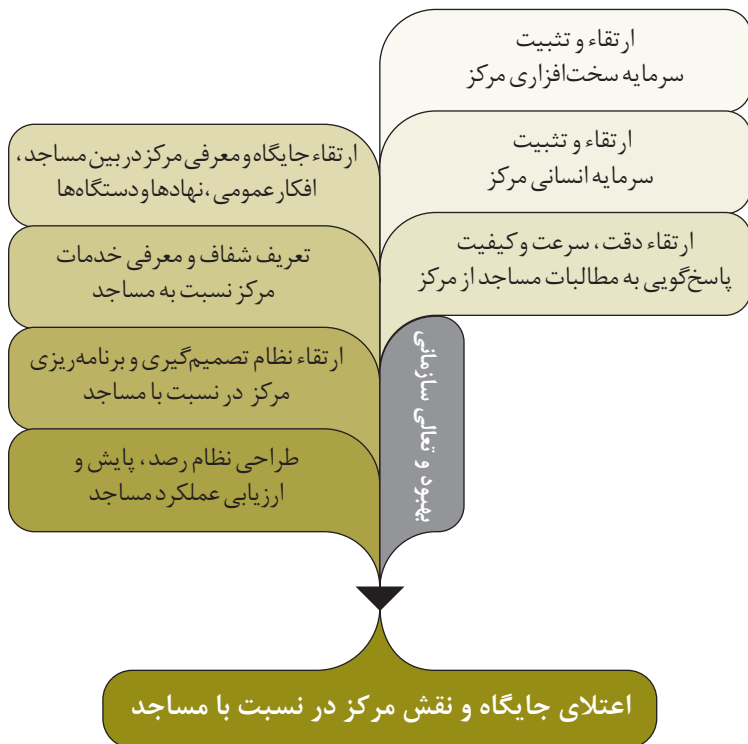 ارتقاء و تثبیت
سرمایه سخت‌افزاری مرکز
ارتقاء و تثبیت
سرمایه انسانی مرکز
ارتقاء دقت، سرعت و کیفیت
پاسخ‌گویی به مطالبات مساجد از مرکز
بهبود و تعالی سازمانی
ارتقاء جایگاه و معرفی مرکز در بین مساجد،
افکار عمومی، نهادها و دستگاه‌ها
تعریف شفاف و معرفی خدمات
مرکز نسبت به مساجد
ارتقاء نظام تصمیم‌گیری و برنامه‌ریزی
مرکز در نسبت با مساجد
طراحی نظام رصد، پایش و
ارزیابی عملکرد مساجد
اعتلای جایگاه و نقش مرکز در نسبت با مساجد